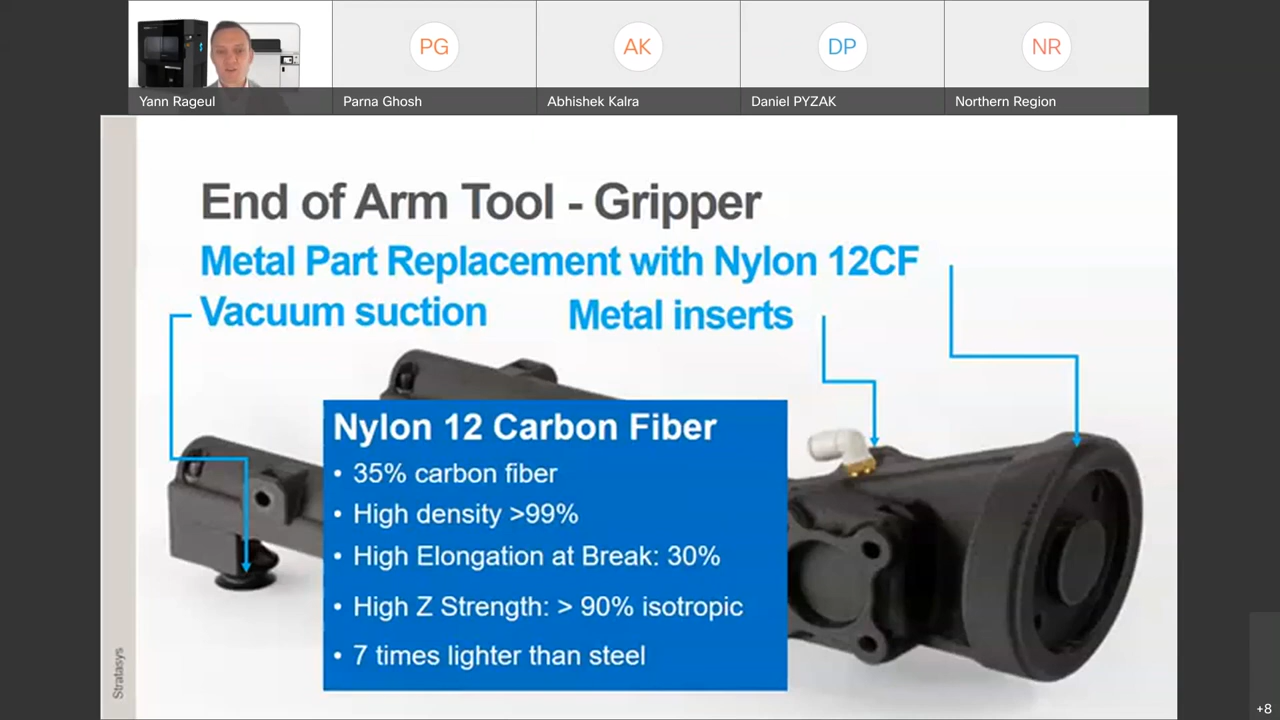 PG
AK
DP
NR
Yann Rageul
Parna Ghosh
Abhishek Kalra
Daniel PYZAK
Northern Region
End of Arm Tool - Gripper
Metal Part Replacement with Nylon 12CF
Vacuum suction
Metal inserts
Nylon 12 Carbon Fiber
• 35% carbon fiber
• High density >99%
• High Elongation at Break: 30%
• High Z Strength: > 90% isotropic
• 7 times lighter than steel
Stratasys
+8